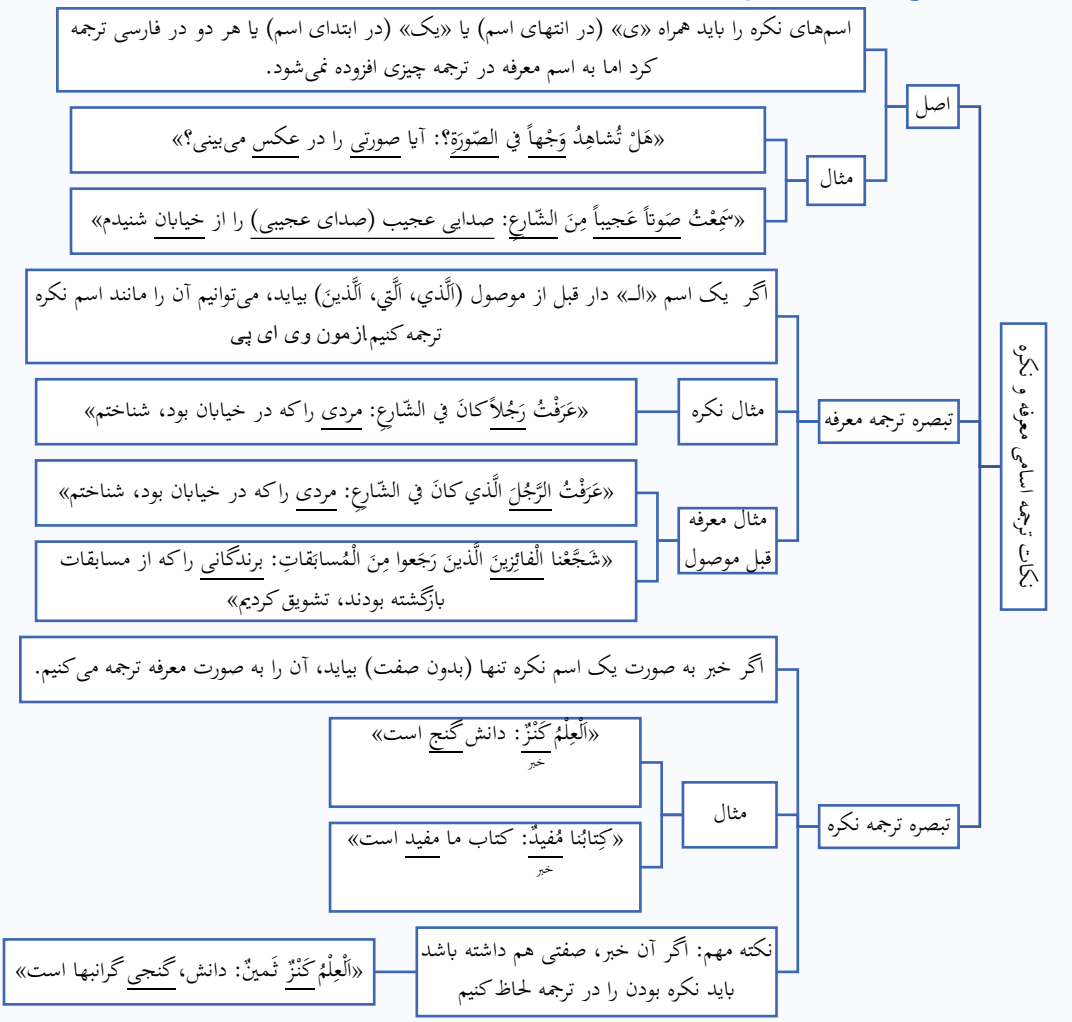 نکات ترجمه اسامی معرفه و نکره
اصل
اسم‌های نکره را باید همراه «ی» (در انتهای اسم) یا «یک» (در ابتدای اسم) یا هر دو در فارسی ترجمه
کرد اما به اسم معرفه در ترجمه چیزی افزوده نمی‌شود.
مثال
«هَلْ تُشاهِدُ وَجْهاً فِي الصّورَةِ؟: آیا صورتی را در عکس می‌بینی؟»
«سَمِعْتُ صَوتاً عَجيباً مِنَ الشّارِعِ: صدایی عجیب (صدای عجیبی) را از خیابان شنیدم»
تبصره ترجمه معرفه
اگر یک اسم «الـ» دار قبل از موصول (اَلَّذي، اَلَّتي، اَلَّذينَ) بیاید، می‌توانیم آن را مانند اسم نکره
ترجمه کنیم.ازمون وی ای پی
مثال نکره
«عَرَفْتُ رَجُلاً كانَ فِي الشّارِعِ: مردی را که در خیابان بود، شناختم»
مثال معرفه
قبل موصول
«عَرَفْتُ الرَّجُلَ الَّذي كانَ فِي الشّارِعِ: مردی را که در خیابان بود، شناختم»
«شَجَّعْنا الْفائِزينَ الَّذينَ رَجَعوا مِنَ الْمُسابَقاتِ: برندگانی را که از مسابقات
بازگشته بودند، تشویق کردیم»
تبصره ترجمه نکره
اگر خبر به صورت یک اسم نکره تنها (بدون صفت) بیاید، آن را به صورت معرفه ترجمه می‌کنیم.
مثال
«اَلْعِلْمُ كَنْزٌ: دانش گنج است»
خبر
«كِتابُنا مُفيدٌ: کتاب ما مفید است»
خبر
نکته مهم: اگر آن خبر، صفتی هم داشته باشد
باید نکره بودن را در ترجمه لحاظ کنیم
«اَلْعِلْمُ كَنْزٌ ثَمينٌ: دانش، گنجی گرانبها است»